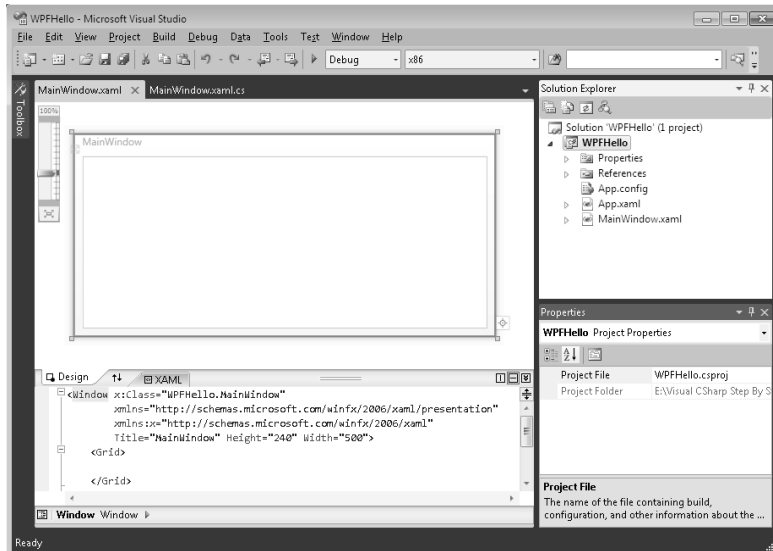 WPFHello - Microsoft Visual Studio
File Edit View Project Build Debug Data Tools Test Window Help
Debug x86
MainWindow.xaml MainWindow.xaml.cs
Toolbox
100%
MainWindow
Design XAML
<Window x:Class="WPFHello.MainWindow"
xmlns="http://schemas.microsoft.com/winfx/2006/xaml/presentation"
xmlns:x="http://schemas.microsoft.com/winfx/2006/xaml"
Title="MainWindow" Height="240" Width="500">
<Grid>
</Grid>
Window Window
Ready
Solution Explorer
Solution 'WPFHello' (1 project)
WPFHello
Properties
References
App.config
App.xaml
MainWindow.xaml
Properties
WPFHello Project Properties
Project File WPFHello.csproj
Project Folder E:\Visual CSharp Step By S
Project File
The name of the file containing build,
configuration, and other information about the ...